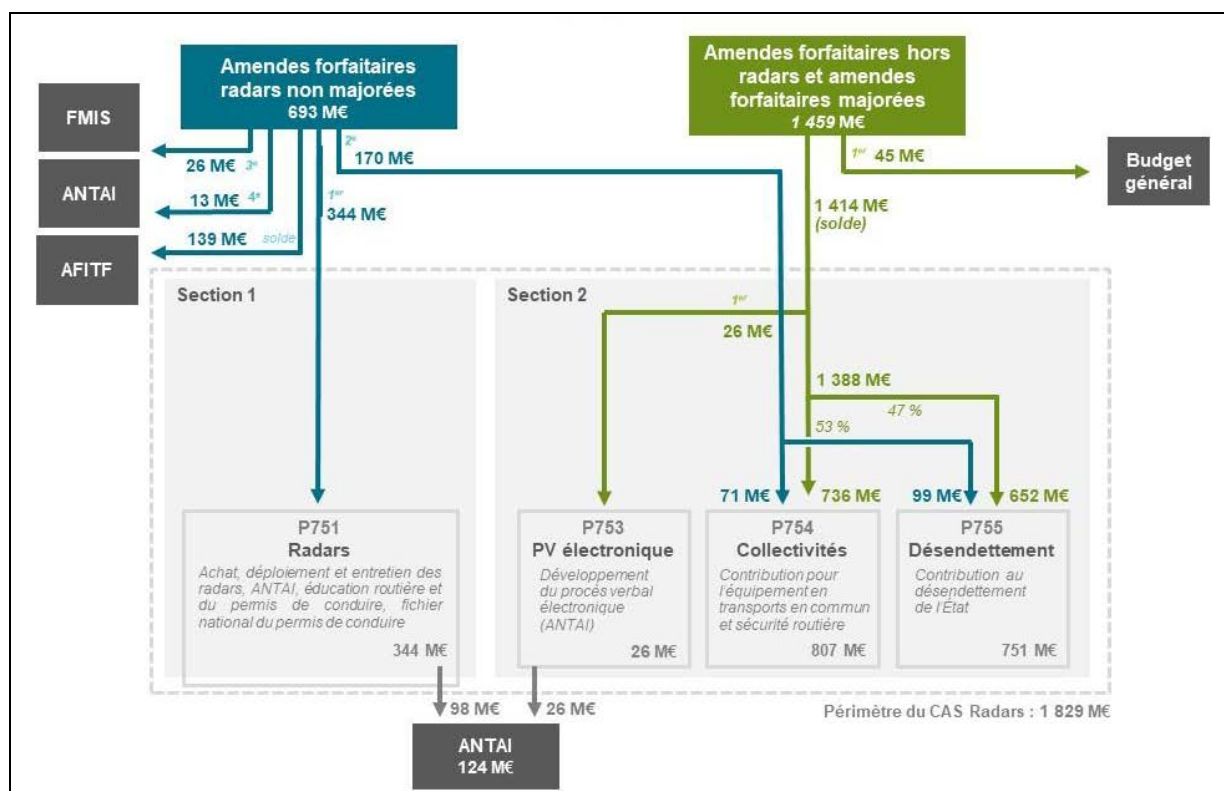 Amendes forfaitaires
radars non majorées
693 M€
Amendes forfaitaires hors
radars et amendes
forfaitaires majorées
1 459 M€
FMIS
ANTAI
AFITF
Budget
général
26 M€ 3e
13 M€ 4e
139 M€ solde
1er
344 M€
2e
170 M€
1er 45 M€
1 414 M€
(solde)
Section 1
Section 2
1er
26 M€
1 388 M€
47 %
53 %
71 M€
736 M€
99 M€
652 M€
P751
Radars
Achat, déploiement et entretien des
radars, ANTAI, éducation routière et
du permis de conduire, fichier
national du permis de conduire
344 M€
P753
PV électronique
Développement
du procés verbal
électronique
(ANTAI)
26 M€
P754
Collectivités
Contribution pour
l'équipement en
transports en commun
et sécurité routière
807 M€
P755
Désendettement
Contribution au
désendettement
de l'État
751 M€
98 M€
26 M€
Périmètre du CAS Radars : 1 829 M€
ANTAI
124 M€